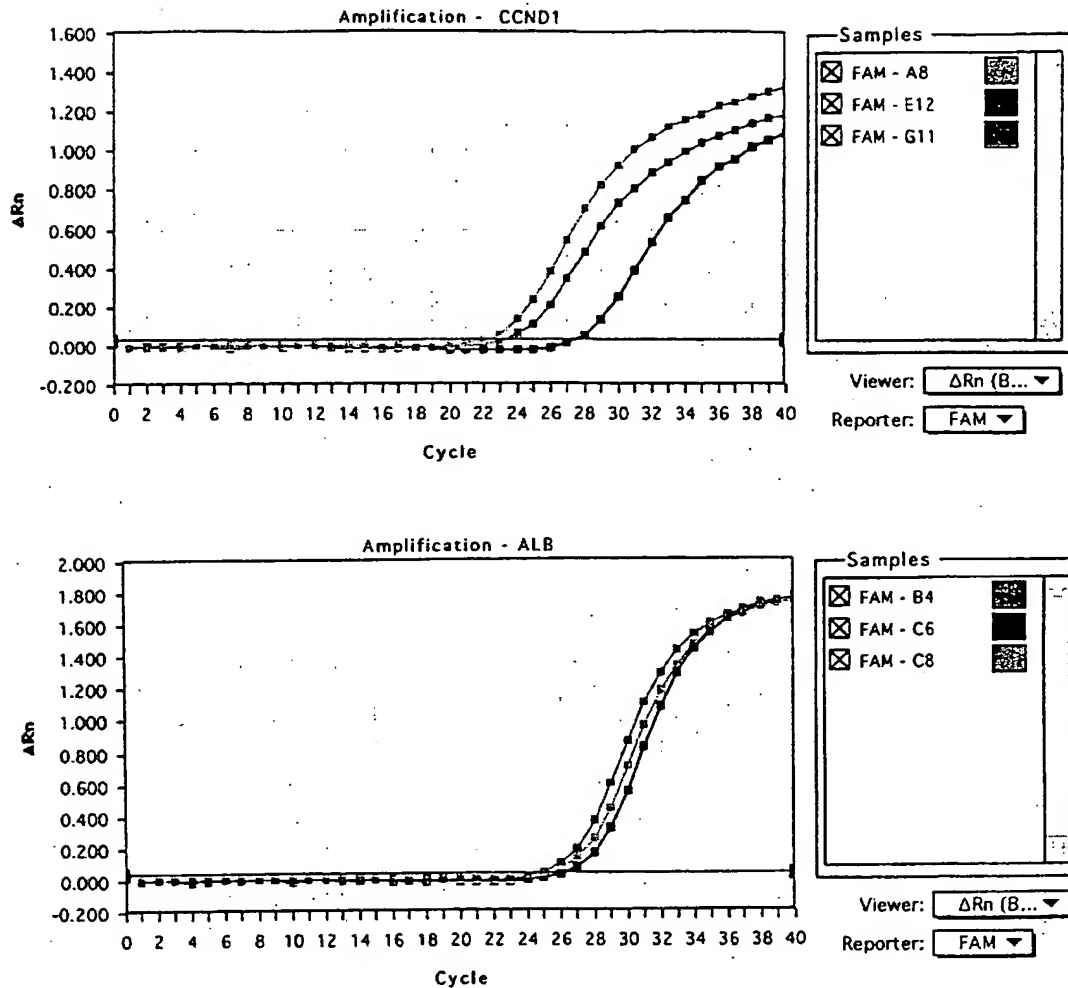 Amplification - CCND1
1.600
1.400
1.200
1.000
0.800
0.600
0.400
0.200
0.000
-0.200
ΔRn
0 2 4 6 8 10 12 14 16 18 20 22 23 26 28 30 32 34 36 38 40
Cycle
Samples
FAM - A8
FAM - E12
FAM - G11
Viewer: ΔRn (B...
Reporter: FAM
Amplification - ALB
2.000
1.800
1.600
1.400
1.200
1.000
0.800
0.600
0.400
0.200
0.000
-0.200
ΔRn
0 2 4 6 8 10 12 14 16 18 20 22 24 26 28 30 32 34 36 38 40
Cycle
Samples
FAM - B4
FAM - C6
FAM - C8
Viewer: ΔRn (B...
Reporter: FAM